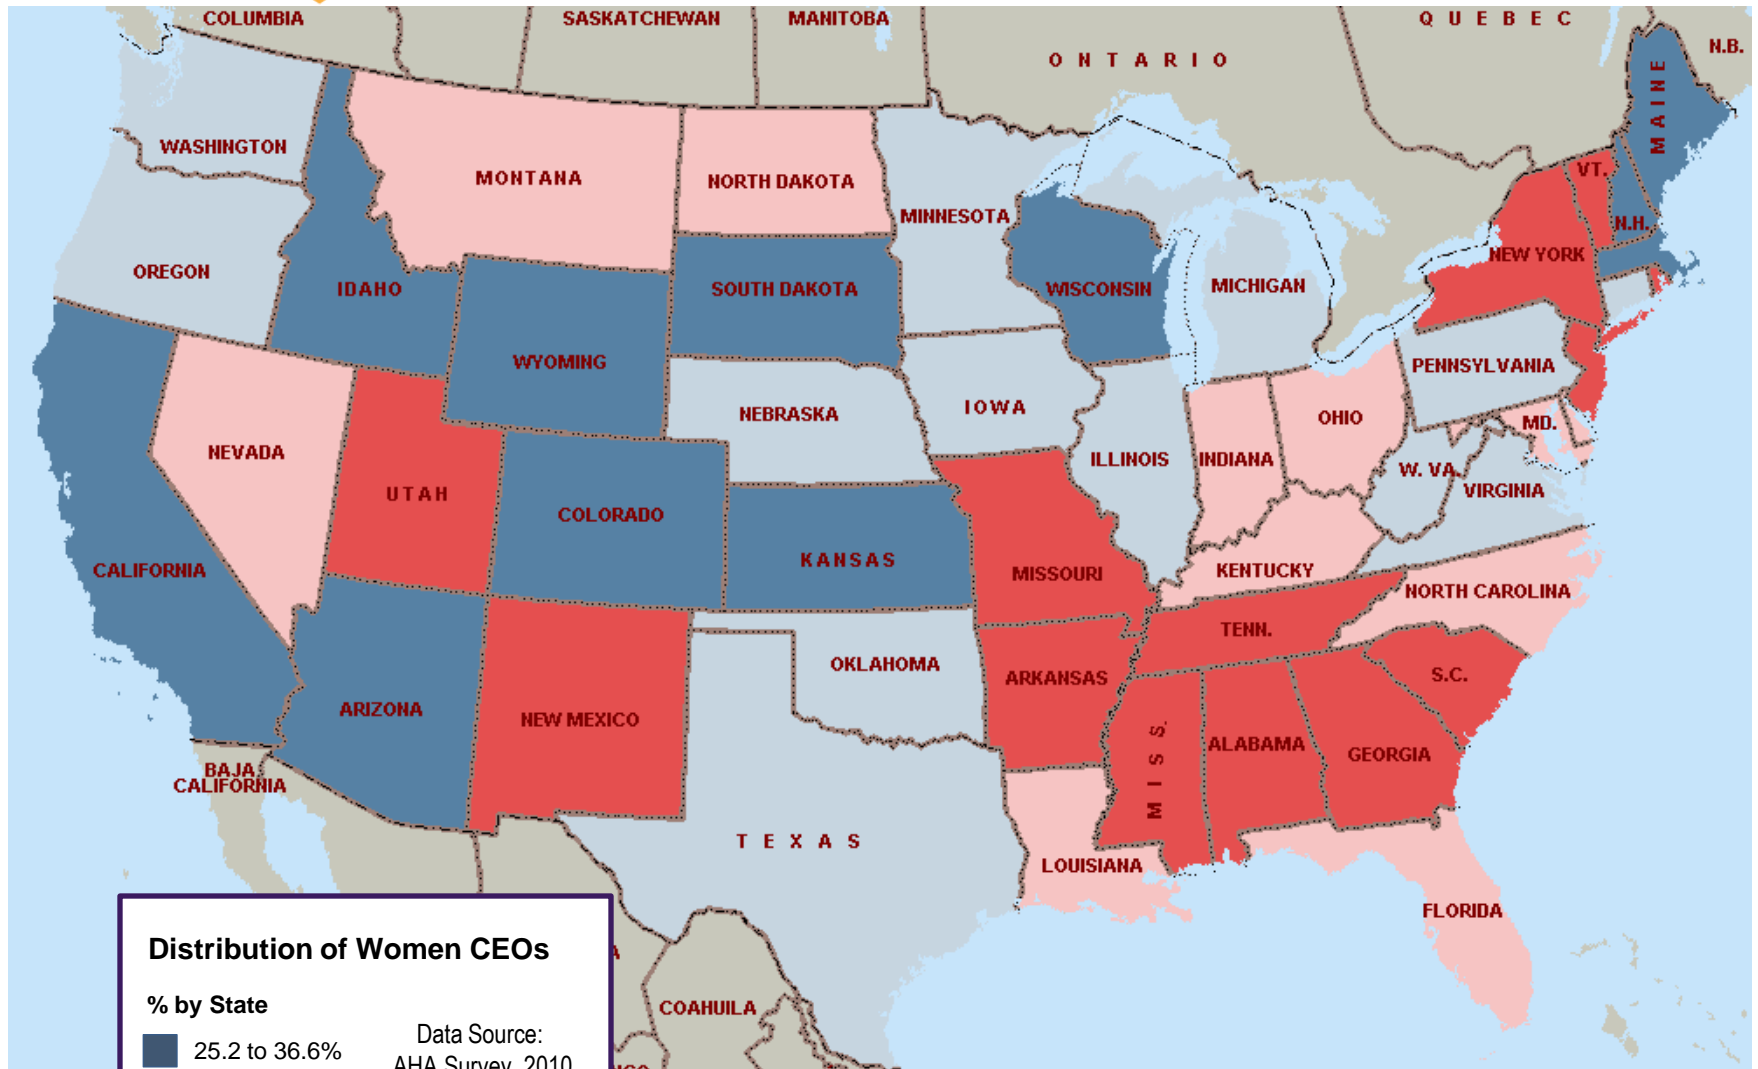 COLUMBIA
SASKATCHEWAN
MANITOBA
ONTARIO
QUEBEC
N.B.
MAINE
WASHINGTON
MONTANA
NORTH DAKOTA
MINNESOTA
VT.
N.H.
NEW YORK
OREGON
IDAHO
SOUTH DAKOTA
WISCONSIN
MICHIGAN
WYOMING
PENNSYLVANIA
NEBRASKA
IOWA
OHIO
MD.
NEVADA
UTAH
ILLINOIS
INDIANA
W. VA.
VIRGINIA
COLORADO
KANSAS
CALIFORNIA
MISSOURI
KENTUCKY
NORTH CAROLINA
TENN.
OKLAHOMA
ARKANSAS
S.C.
ARIZONA
NEW MEXICO
MISS.
ALABAMA
GEORGIA
BAJA
CALIFORNIA
TEXAS
LOUISIANA
FLORIDA
COAHUILA
Distribution of Women CEOs
% by State
25.2 to 36.6%
Data Source:
AHA Survey, 2010